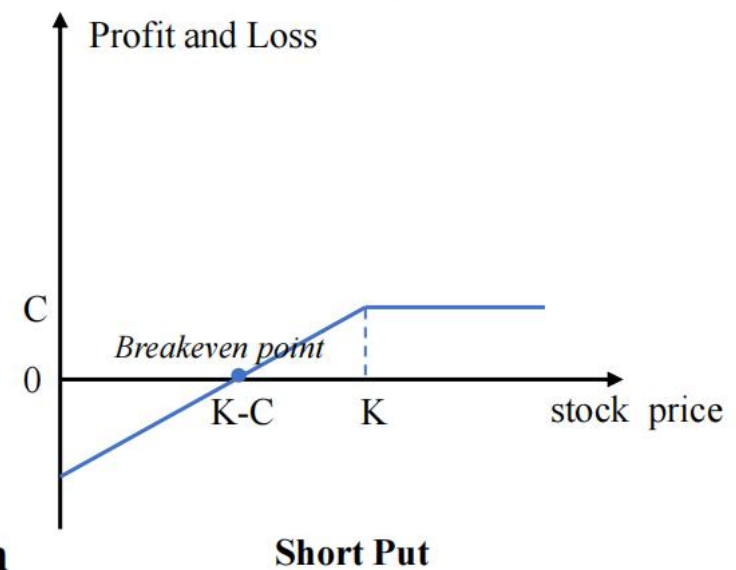 Profit and Loss
C
Breakeven point
0
K-C
K
stock price
Short Put